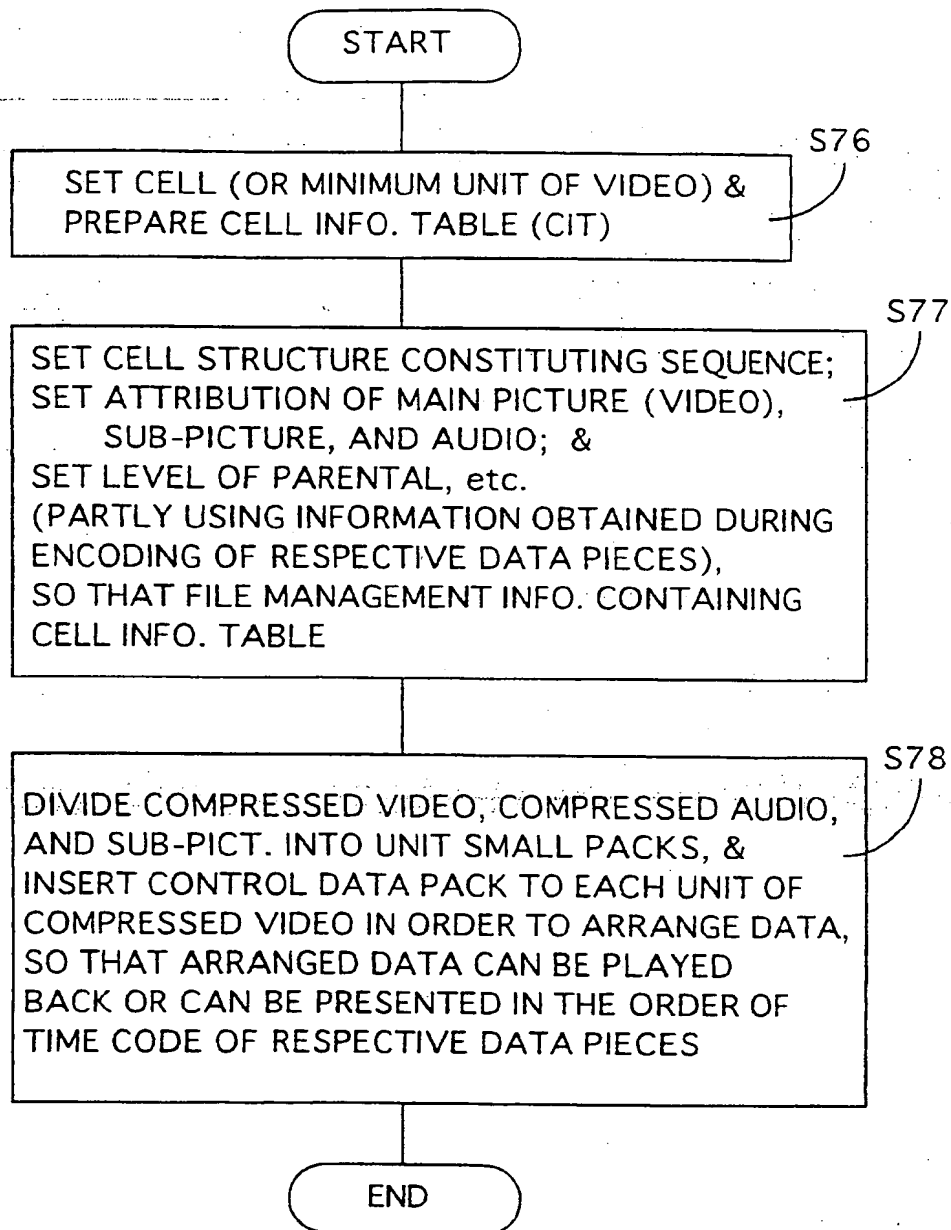 START
S76
SET CELL (OR MINIMUM UNIT OF VIDEO) &
PREPARE CELL INFO. TABLE (CIT)
S77
SET CELL STRUCTURE CONSTITUTING SEQUENCE;
SET ATTRIBUTION OF MAIN PICTURE (VIDEO),
SUB-PICTURE, AND AUDIO; &
SET LEVEL OF PARENTAL, etc.
(PARTLY USING INFORMATION OBTAINED DURING
ENCODING OF RESPECTIVE DATA PIECES),
SO THAT FILE MANAGEMENT INFO. CONTAINING
CELL INFO. TABLE
S78
DIVIDE COMPRESSED VIDEO, COMPRESSED AUDIO,
AND SUB-PICT. INTO UNIT SMALL PACKS, &
INSERT CONTROL DATA PACK TO EACH UNIT OF
COMPRESSED VIDEO IN ORDER TO ARRANGE DATA,
SO THAT ARRANGED DATA CAN BE PLAYED
BACK OR CAN BE PRESENTED IN THE ORDER OF
TIME CODE OF RESPECTIVE DATA PIECES
END